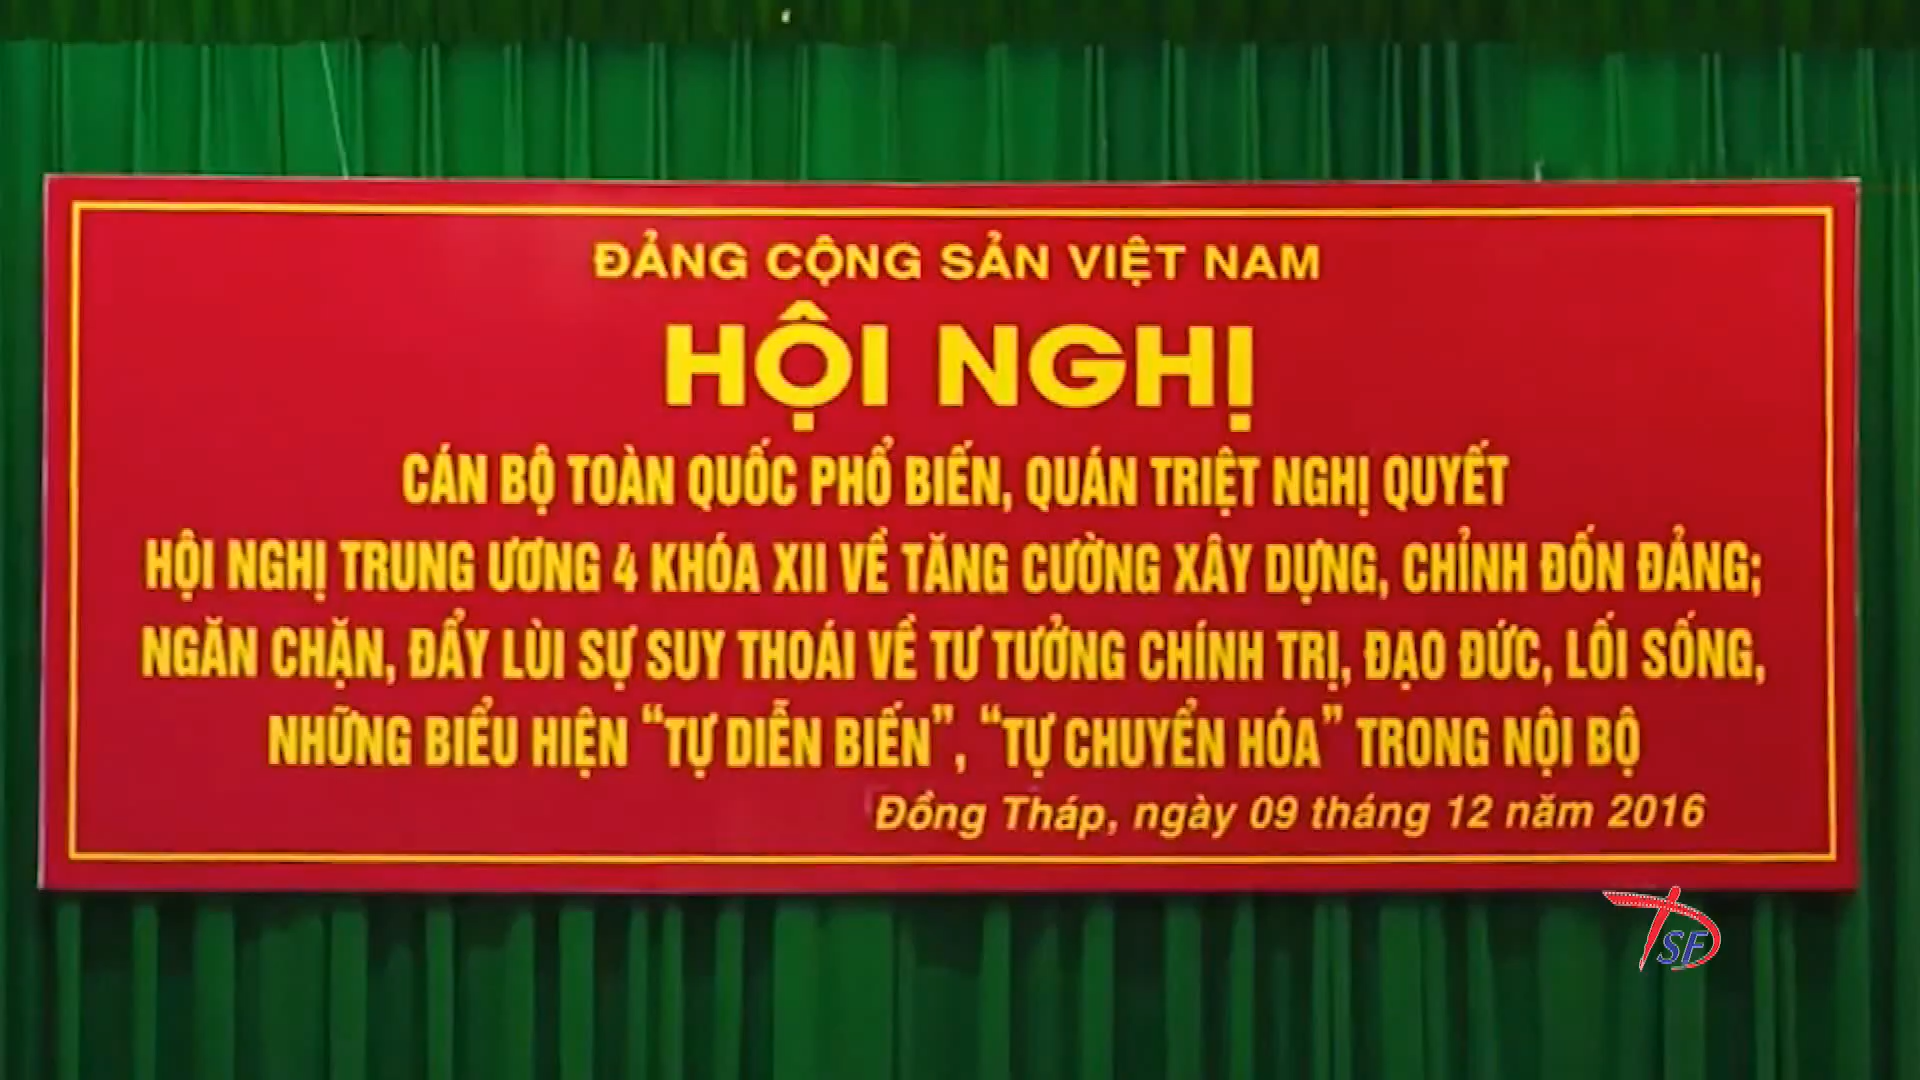 ĐẢNG CỘNG SẢN VIỆT NAM
HỘI NGHỊ
CÁN BỘ TOÀN QUỐC PHỔ BIẾN, QUÁN TRIỆT NGHỊ QUYẾT
HỘI NGHỊ TRUNG ƯƠNG 4 KHÓA XII VỀ TĂNG CƯỜNG XÂY DỰNG, CHỈNH ĐỐN ĐẢNG;
NGĂN CHẶN, ĐẨY LÙI SỰ SUY THOÁI VỀ TƯ TƯỞNG CHÍNH TRỊ, ĐẠO ĐỨC, LỐI SỐNG,
NHỮNG BIỂU HIỆN “TỰ DIỄN BIẾN”, “TỰ CHUYỂN HÓA” TRONG NỘI BỘ
Đồng Tháp, ngày 09 tháng 12 năm 2016
SF